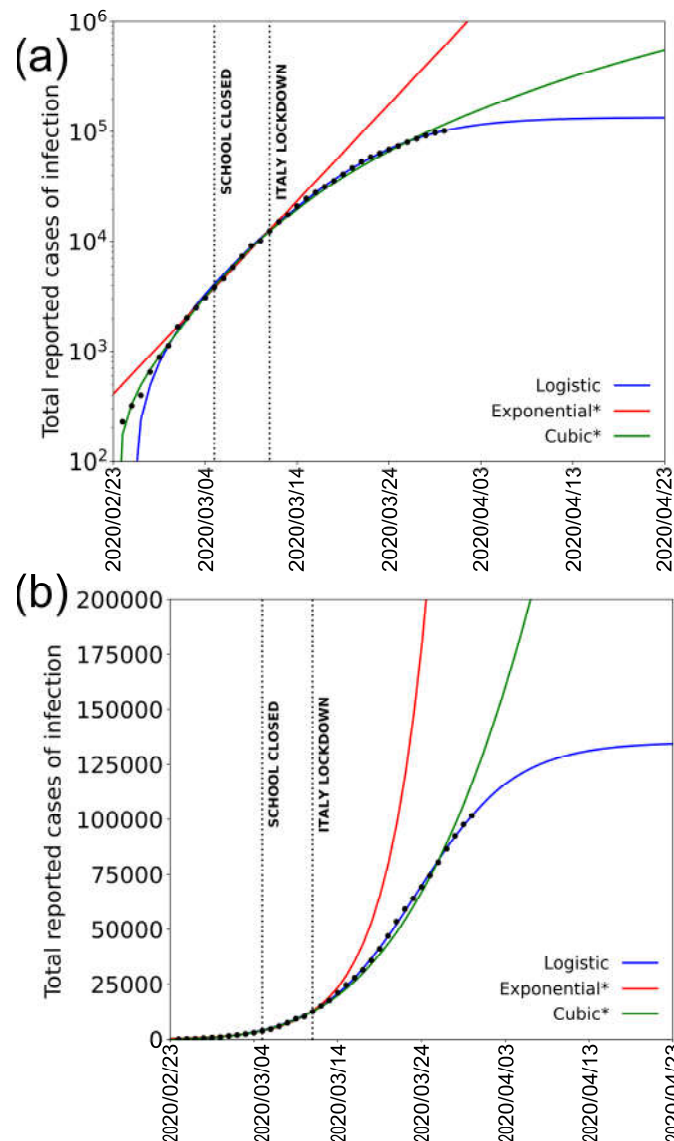 (a)
Total reported cases of infection
10^6
10^5
10^4
10^3
10^2
SCHOOL CLOSED
ITALY LOCKDOWN
Logistic
Exponential*
Cubic*
2020/02/23
2020/03/04
2020/03/14
2020/03/24
2020/04/03
2020/04/13
2020/04/23
(b)
Total reported cases of infection
200000
175000
150000
125000
100000
75000
50000
25000
0
SCHOOL CLOSED
ITALY LOCKDOWN
Logistic
Exponential*
Cubic*
2020/02/23
2020/03/04
2020/03/14
2020/03/24
2020/04/03
2020/04/13
2020/04/23